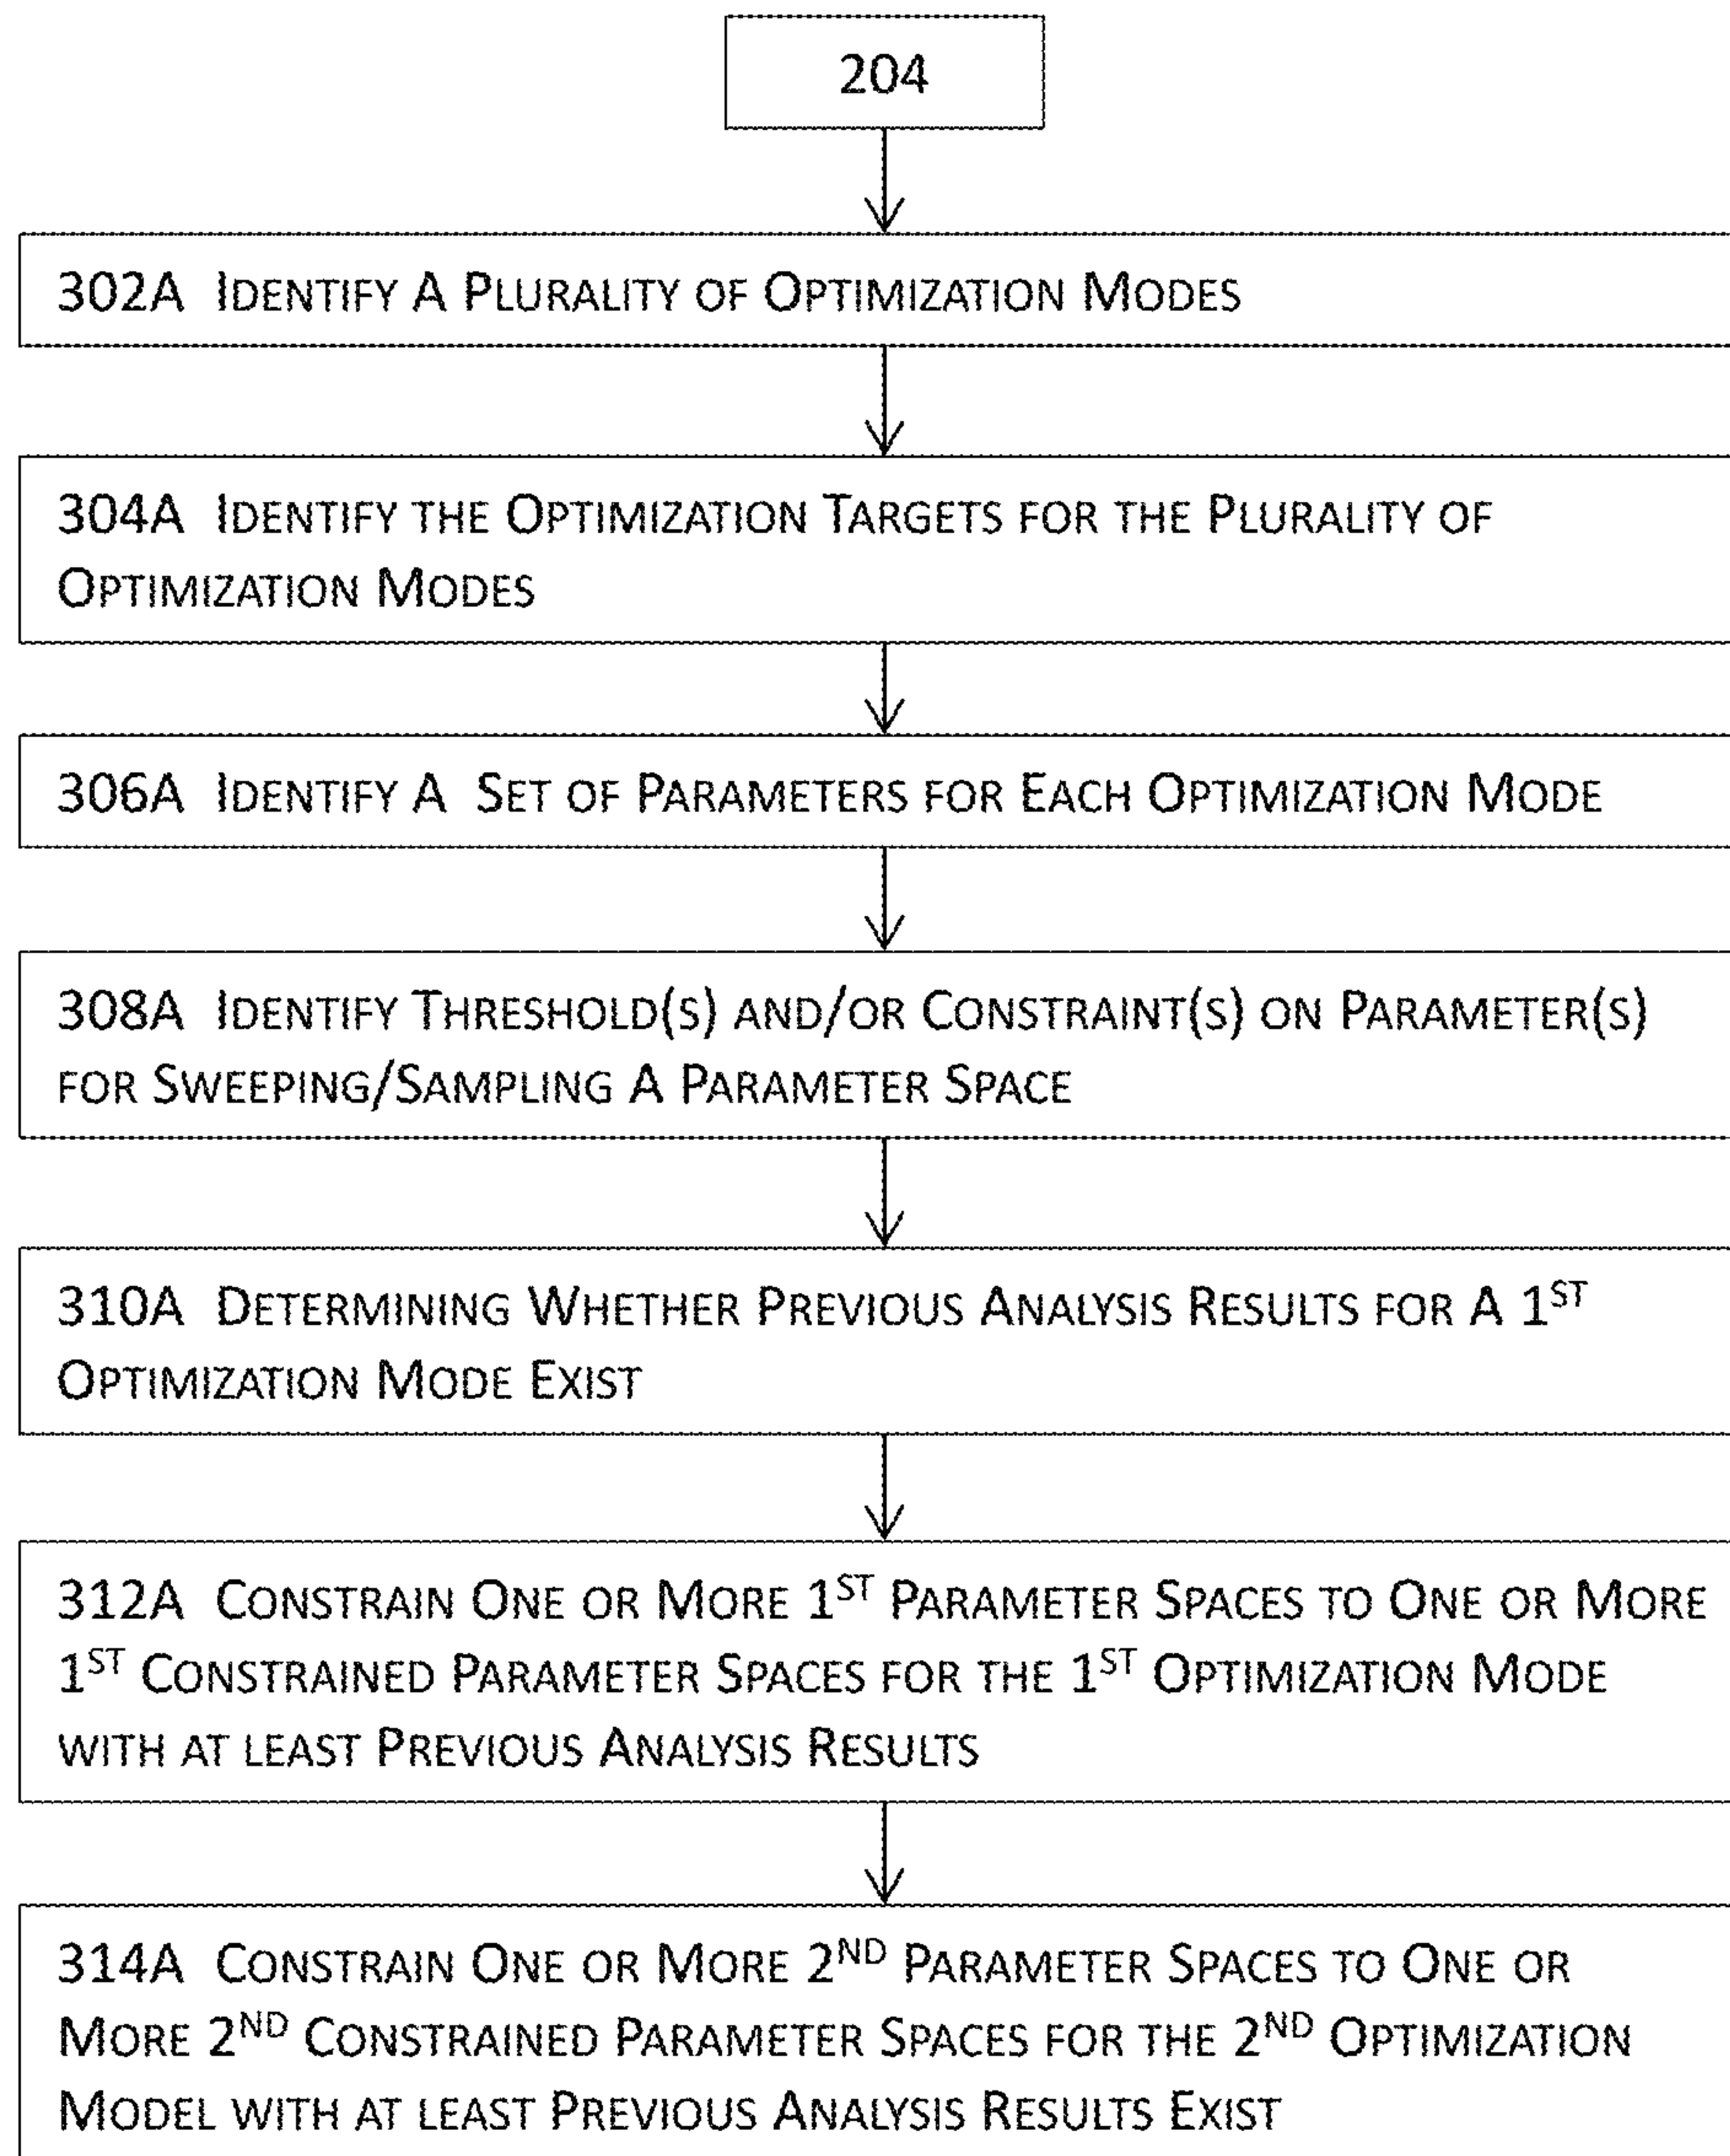 204
302A IDENTIFY A PLURALITY OF OPTIMIZATION MODES
304A IDENTIFY THE OPTIMIZATION TARGETS FOR THE PLURALITY OF
OPTIMIZATION MODES
306A IDENTIFY A SET OF PARAMETERS FOR EACH OPTIMIZATION MODE
308A IDENTIFY THRESHOLD(S) AND/OR CONSTRAINT(S) ON PARAMETER(S)
FOR SWEEPING/SAMPLING A PARAMETER SPACE
310A DETERMINING WHETHER PREVIOUS ANALYSIS RESULTS FOR A 1ST
OPTIMIZATION MODE EXIST
312A CONSTRAIN ONE OR MORE 1ST PARAMETER SPACES TO ONE OR MORE
1ST CONSTRAINED PARAMETER SPACES FOR THE 1ST OPTIMIZATION MODE
WITH AT LEAST PREVIOUS ANALYSIS RESULTS
314A CONSTRAIN ONE OR MORE 2ND PARAMETER SPACES TO ONE OR
MORE 2ND CONSTRAINED PARAMETER SPACES FOR THE 2ND OPTIMIZATION
MODEL WITH AT LEAST PREVIOUS ANALYSIS RESULTS EXIST